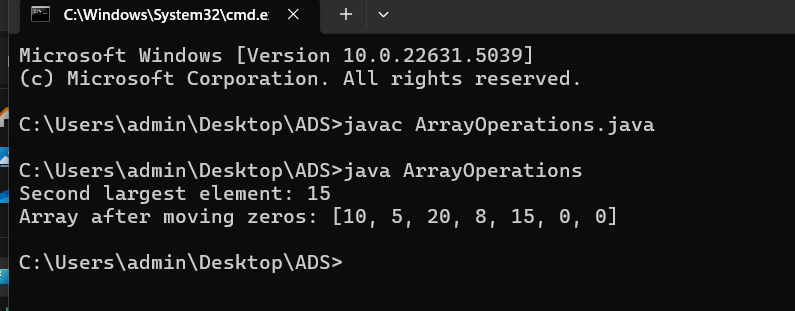 C:\Windows\System32\cmd.e
Microsoft Windows [Version 10.0.22631.5039]
(c) Microsoft Corporation. All rights reserved.
C:\Users\admin\Desktop\ADS>javac ArrayOperations.java
C:\Users\admin\Desktop\ADS>java ArrayOperations
Second largest element: 15
Array after moving zeros: [10, 5, 20, 8, 15, 0, 0]
C:\Users\admin\Desktop\ADS>